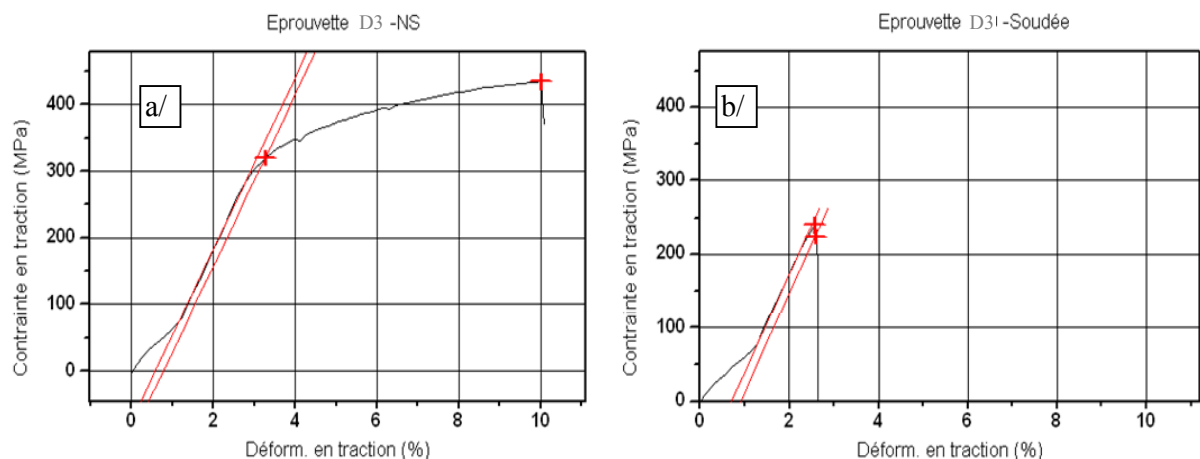 Eprouvette D3 -NS
a/
400
300
200
100
0
0 2 4 6 8 10
Contrainte en traction (MPa)
Déform. en traction (%)
Eprouvette D3 -Soudée
b/
400
300
200
100
0
0 2 4 6 8 10
Contrainte en traction (MPa)
Déform. en traction (%)